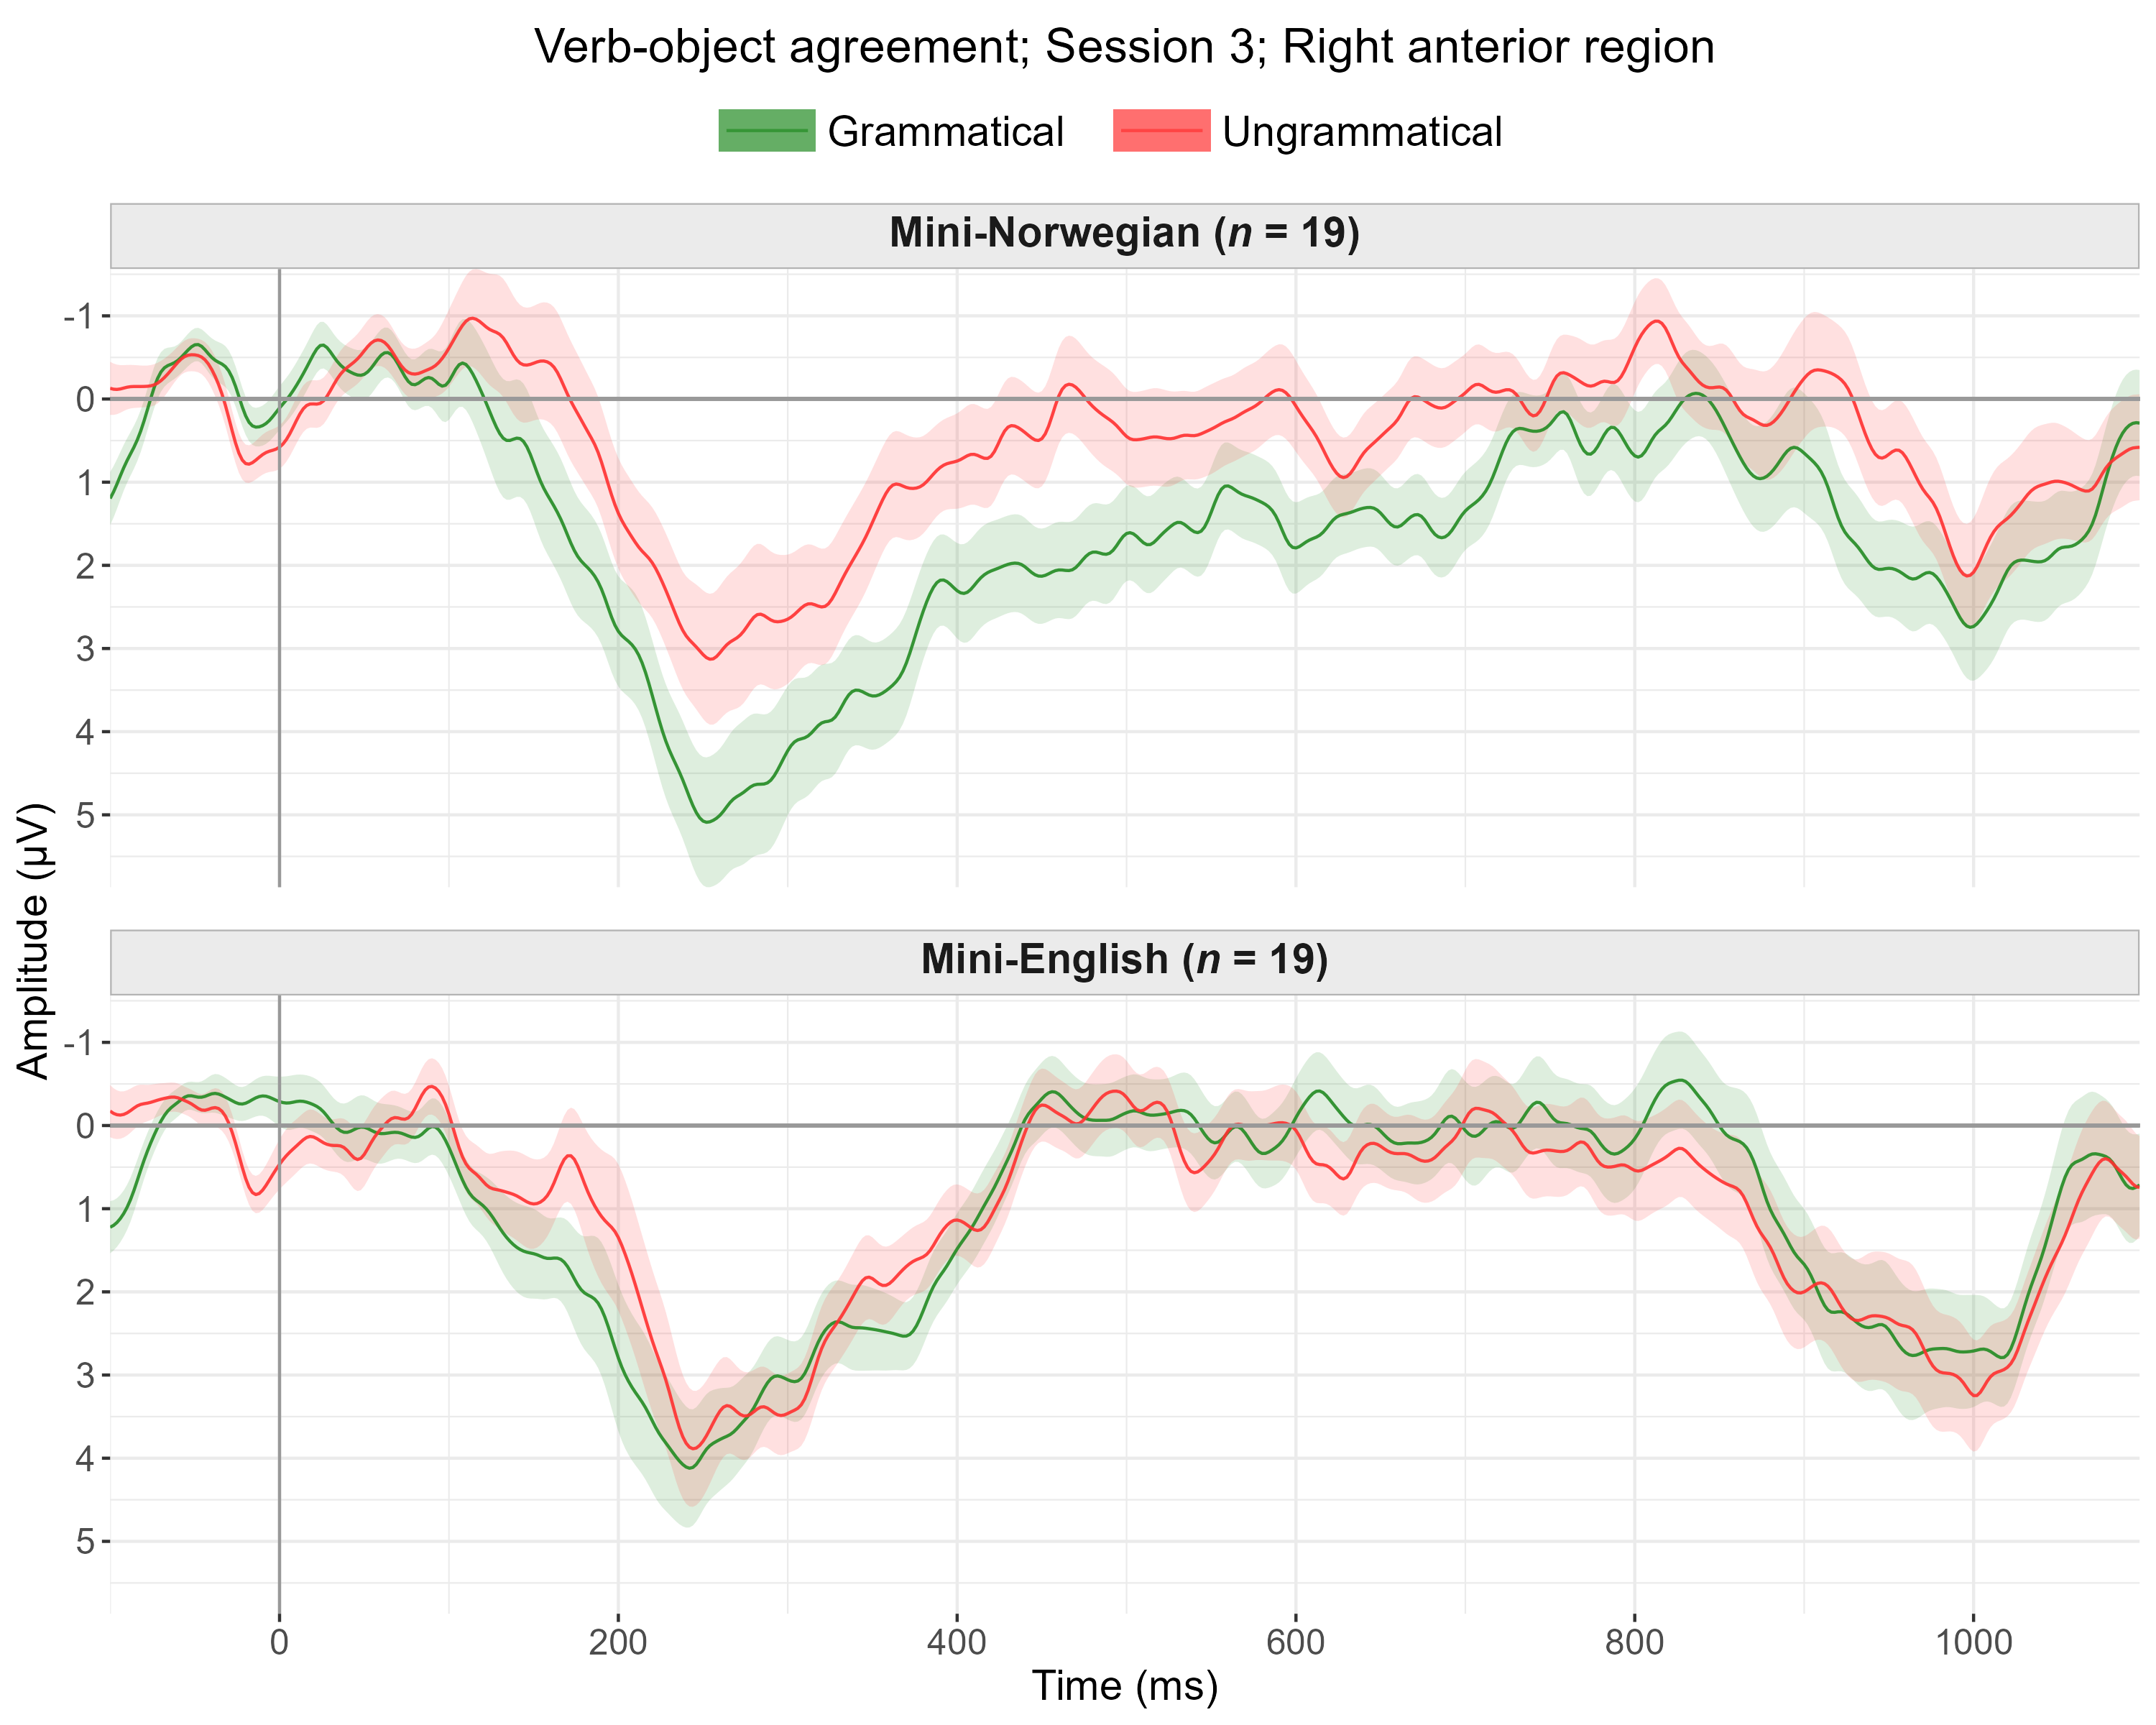 Verb-object agreement; Session 3; Right anterior region
Grammatical Ungrammatical
Mini-Norwegian (n = 19)
-1
0
1
2
3
4
5
Amplitude (µV)
Mini-English (n = 19)
-1
0
1
2
3
4
5
0 200 400 600 800 1000
Time (ms)